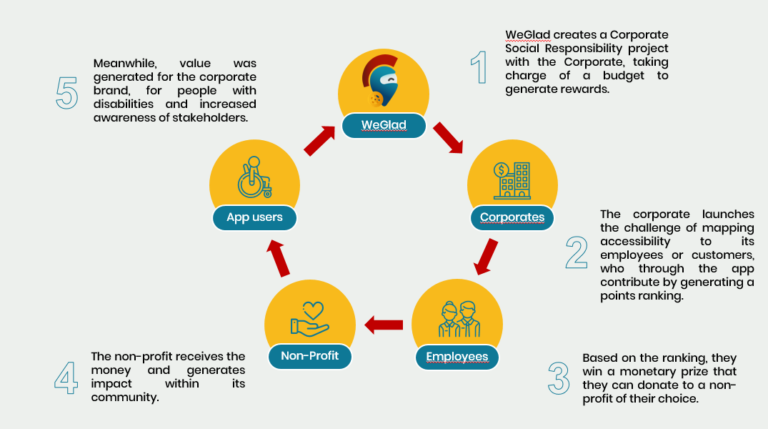 1
WeGlad creates a Corporate
Social Responsibility project
with the Corporate, taking
charge of a budget to
generate rewards.
2
The corporate launches
the challenge of mapping
accessibility to its
employees or customers,
who through the app
contribute by generating a
points ranking.
3
Based on the ranking, they
win a monetary prize that
they can donate to a non-
profit of their choice.
4
The non-profit receives the
money and generates
impact within its
community.
5
Meanwhile, value was
generated for the corporate
brand, for people with
disabilities and increased
awareness of stakeholders.
WeGlad
Corporates
Employees
Non-Profit
App users
$